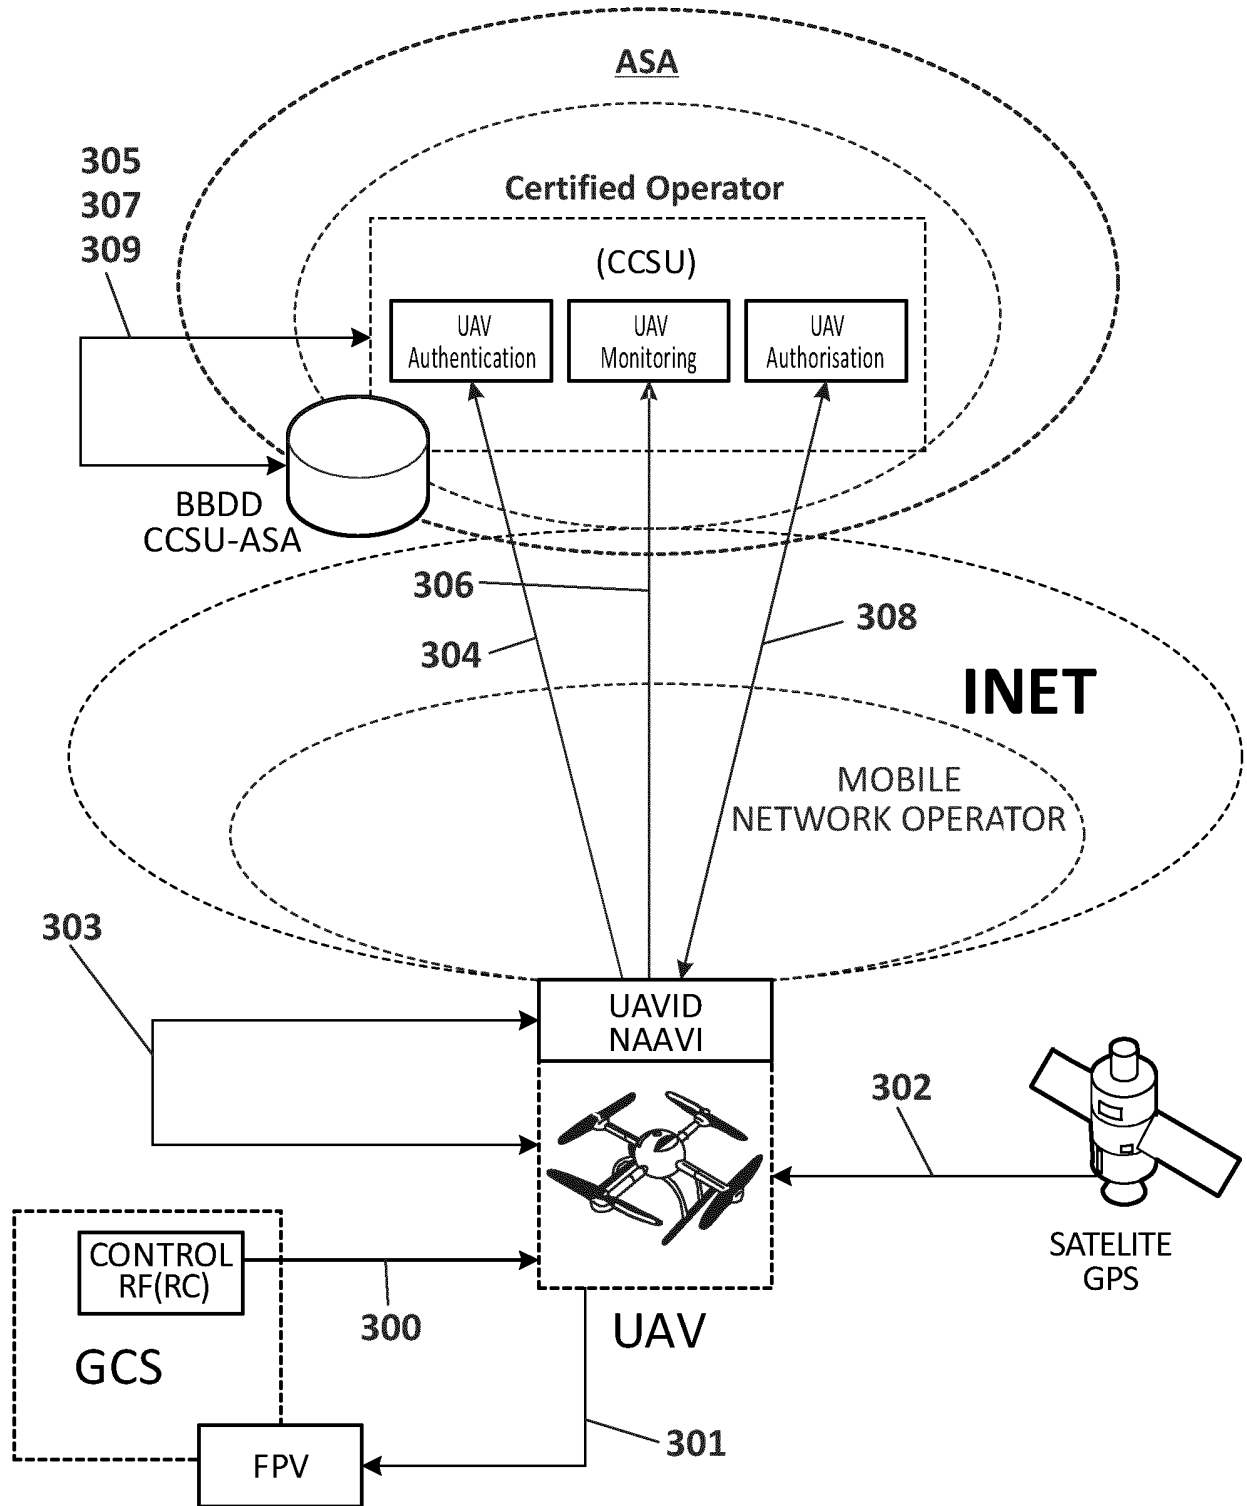 ASA
305
307
309
Certified Operator
(CCSU)
UAV
Authentication
UAV
Monitoring
UAV
Authorisation
BBDD
CCSU-ASA
306
304
308
INET
MOBILE
NETWORK OPERATOR
303
UAVID
NAAVI
302
SATELITE
GPS
CONTROL
RF(RC)
300
UAV
GCS
301
FPV